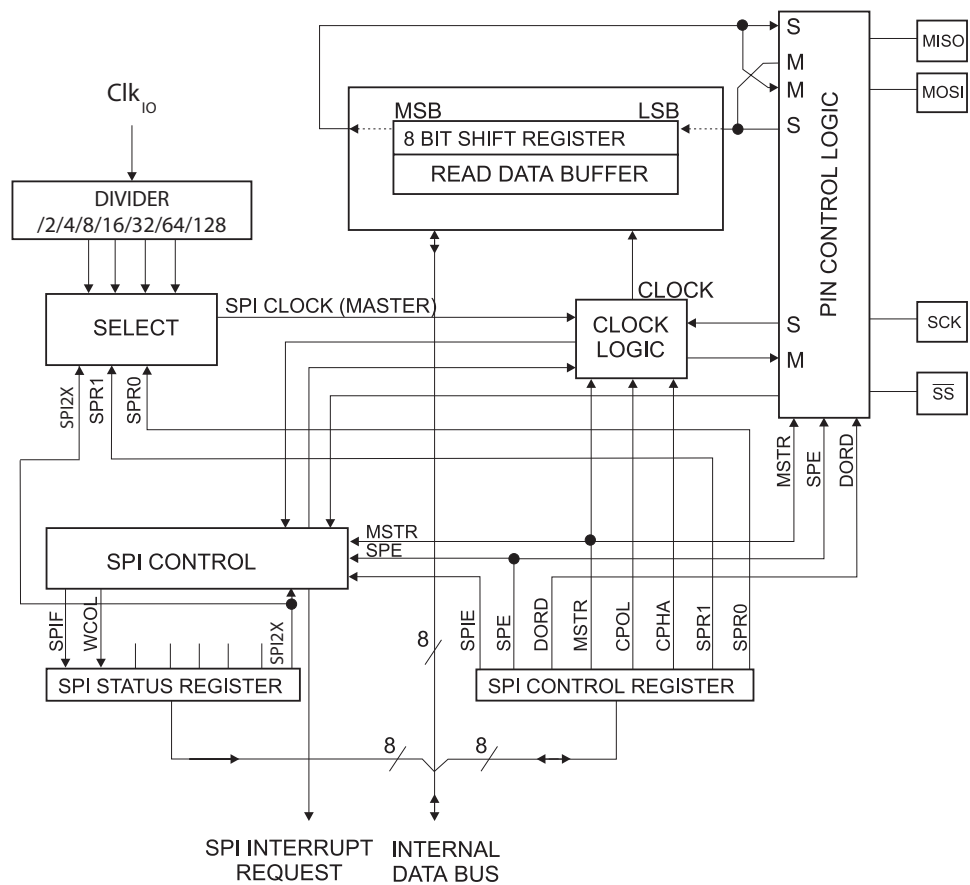 S
MISO
M
Clk IO
MSB
LSB
M
MOSI
8 BIT SHIFT REGISTER
S
READ DATA BUFFER
DIVIDER
/2/4/8/16/32/64/128
PIN CONTROL LOGIC
SPI CLOCK (MASTER)
CLOCK
SELECT
CLOCK
LOGIC
S
SCK
M
SS
SPI2X
SPR1
SPR0
MSTR
SPE
DORD
MSTR
SPE
SPI CONTROL
SPIF
WCOL
SPI2X
8
SPIE
SPE
DORD
MSTR
CPOL
CPHA
SPR1
SPR0
SPI STATUS REGISTER
SPI CONTROL REGISTER
8
8
SPI INTERRUPT
REQUEST
INTERNAL
DATA BUS